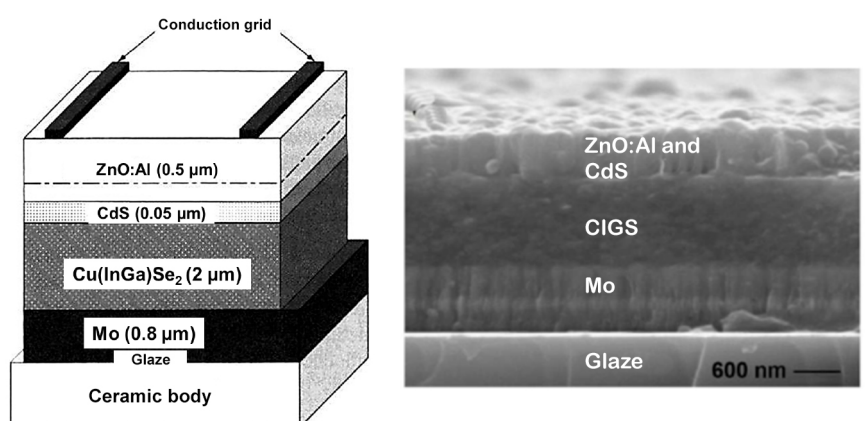 Conduction grid
ZnO:Al (0.5 µm)
CdS (0.05 µm)
Cu(InGa)Se₂ (2 µm)
Mo (0.8 µm)
Glaze
Ceramic body
ZnO:Al and
CdS
CIGS
Mo
Glaze
600 nm